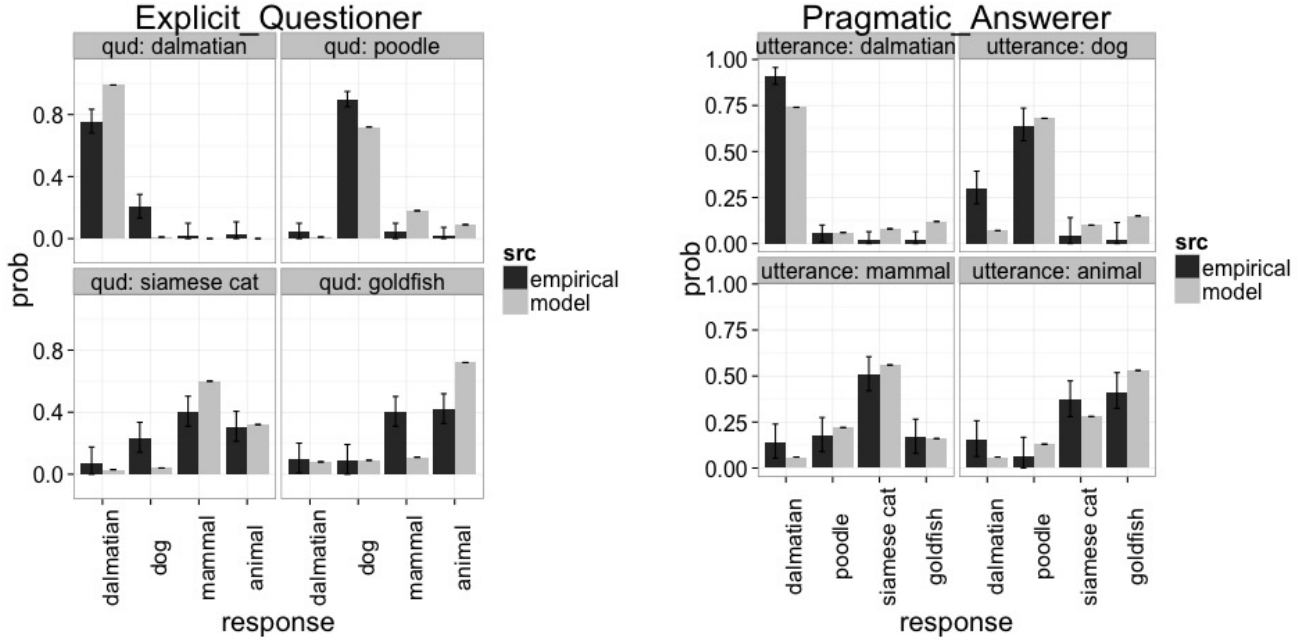 Explicit_Questioner
qud: dalmatian
qud: poodle
0.8
0.4
0.0
qud: siamese cat
qud: goldfish
0.8
0.4
0.0
prob
dalmatian
dog
mammal
animal
dalmatian
dog
mammal
animal
response
src
empirical
model
Pragmatic_Answerer
utterance: dalmatian
utterance: dog
1.00
0.75
0.50
0.25
0.00
utterance: mammal
utterance: animal
1.00
0.75
0.50
0.25
0.00
prob
dalmatian
poodle
siamese cat
goldfish
dalmatian
poodle
siamese cat
goldfish
response
src
empirical
model